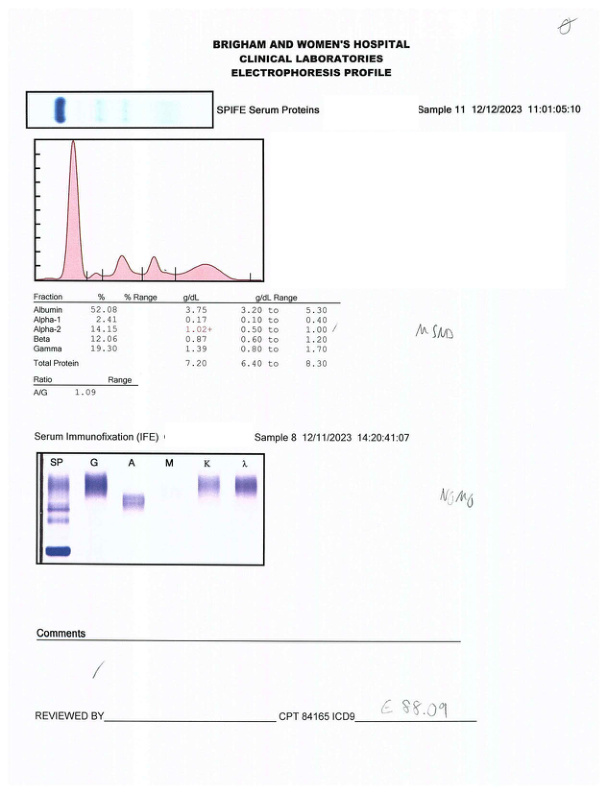 BRIGHAM AND WOMEN'S HOSPITAL
CLINICAL LABORATORIES
ELECTROPHORESIS PROFILE
SPIFE Serum Proteins Sample 11 12/12/2023 11:01:05:10
Fraction % % Range g/dL g/dL Range
Albumin 52.08 3.75 3.20 to 5.30
Alpha-1 2.41 0.17 0.10 to 0.40
Alpha-2 14.15 1.02+ 0.50 to 1.00 /
Beta 12.06 0.87 0.60 to 1.20
Gamma 19.30 1.39 0.80 to 1.70
Total Protein 7.20 6.40 to 8.30
Ratio Range
A/G 1.09
Serum Immunofixation (IFE) Sample 8 12/11/2023 14:20:41:07
SP G A M K λ
Comments
REVIEWED BY CPT 84165 ICD9 E 88.09